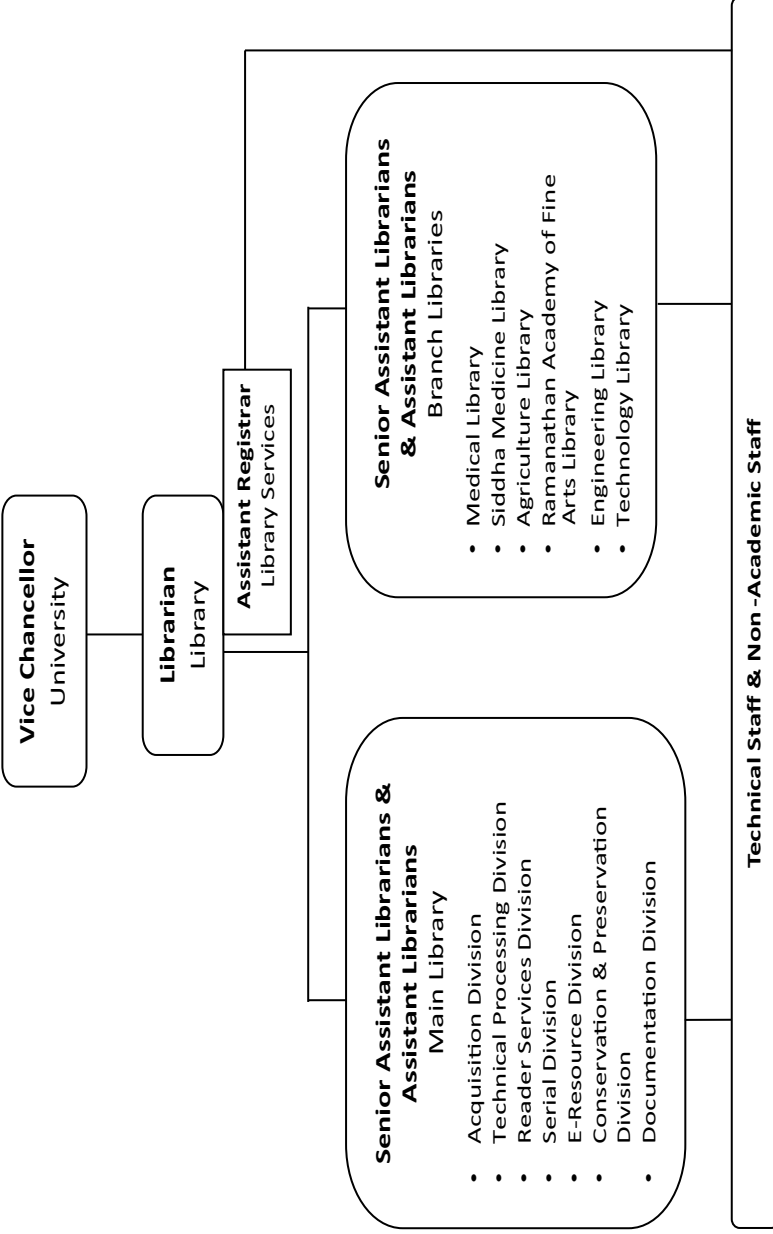 Vice Chancellor
University
Librarian
Library
Assistant Registrar
Library Services
Senior Assistant Librarians &
Assistant Librarians
Main Library
• Acquisition Division
• Technical Processing Division
• Reader Services Division
• Serial Division
• E-Resource Division
• Conservation & Preservation
Division
• Documentation Division
Senior Assistant Librarians
& Assistant Librarians
Branch Libraries
• Medical Library
• Siddha Medicine Library
• Agriculture Library
• Ramanathan Academy of Fine
Arts Library
• Engineering Library
• Technology Library
Technical Staff & Non -Academic Staff